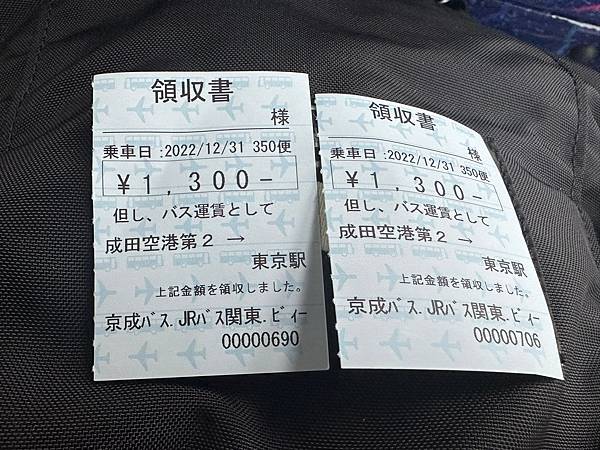 領収書
様
乗車日:2022/12/31 350便
¥1,300-
但し、バス運賃として
成田空港第2 →
東京駅
上記金額を領収しました。
京成バス.JRバス関東.ビィー
00000690
領収書
様
乗車日:2022/12/31 350便
¥1,300-
但し、バス運賃として
成田空港第2 →
東京駅
上記金額を領収しました。
京成バス.JRバス関東.ビィー
00000706